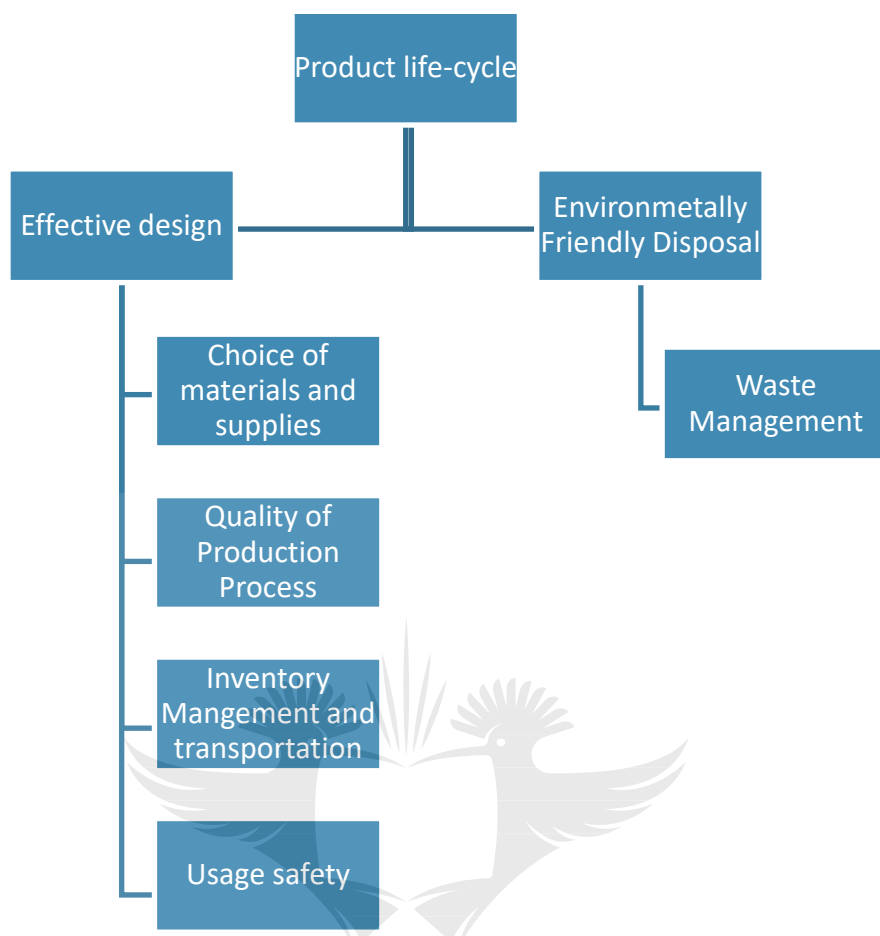 Product life-cycle
Effective design
Environmetally
Friendly Disposal
Choice of
materials and
supplies
Waste
Management
Quality of
Production
Process
Inventory
Mangement and
transportation
Usage safety